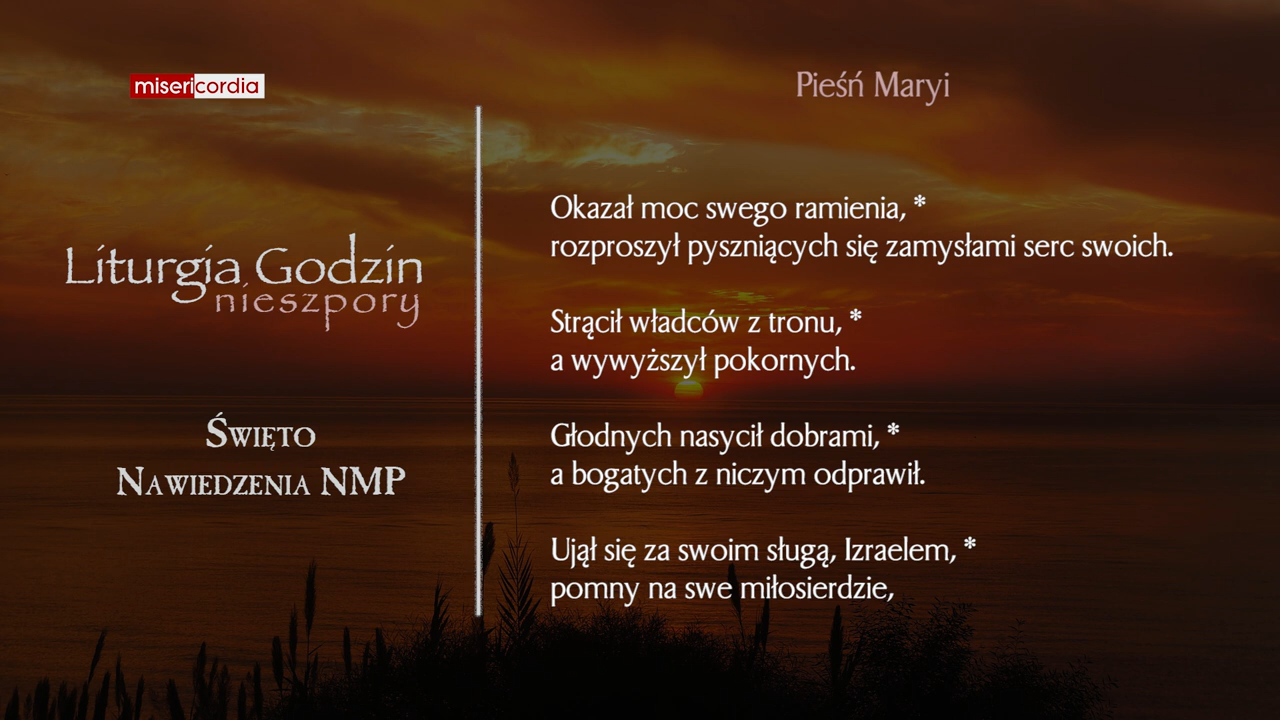 misericordia
Liturgia Godzin
nieszpory
Święto
Nawiedzenia NMP
Pieśń Maryi
Okazał moc swego ramienia, *
rozproszył pyszniących się zamysłami serc swoich.
Strącił władców z tronu, *
a wywyższył pokornych.
Głodnych nasycił dobrami, *
a bogatych z niczym odprawił.
Ujął się za swoim sługą, Izraelem, *
pomny na swe miłosierdzie,